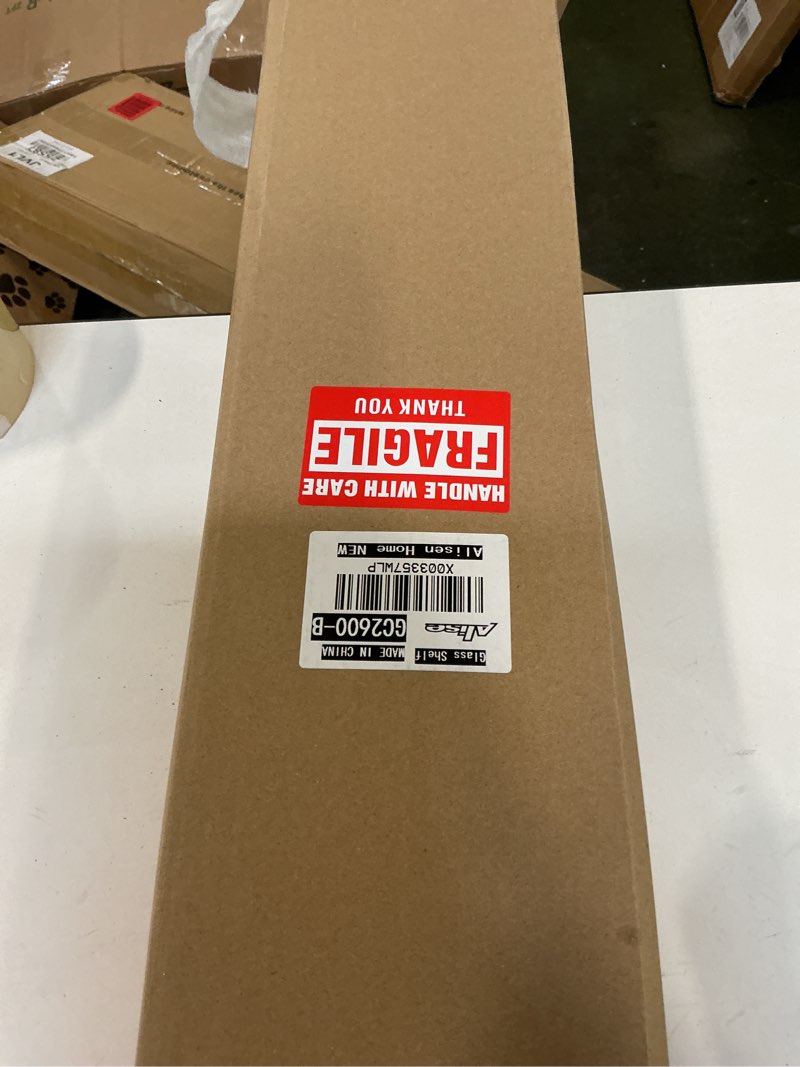 HANDLE WITH CARE
FRAGILE
THANK YOU
Glass Shelf MADE IN CHINA
Alise GC2600-B
X003357WLP
Alisen Home NEW